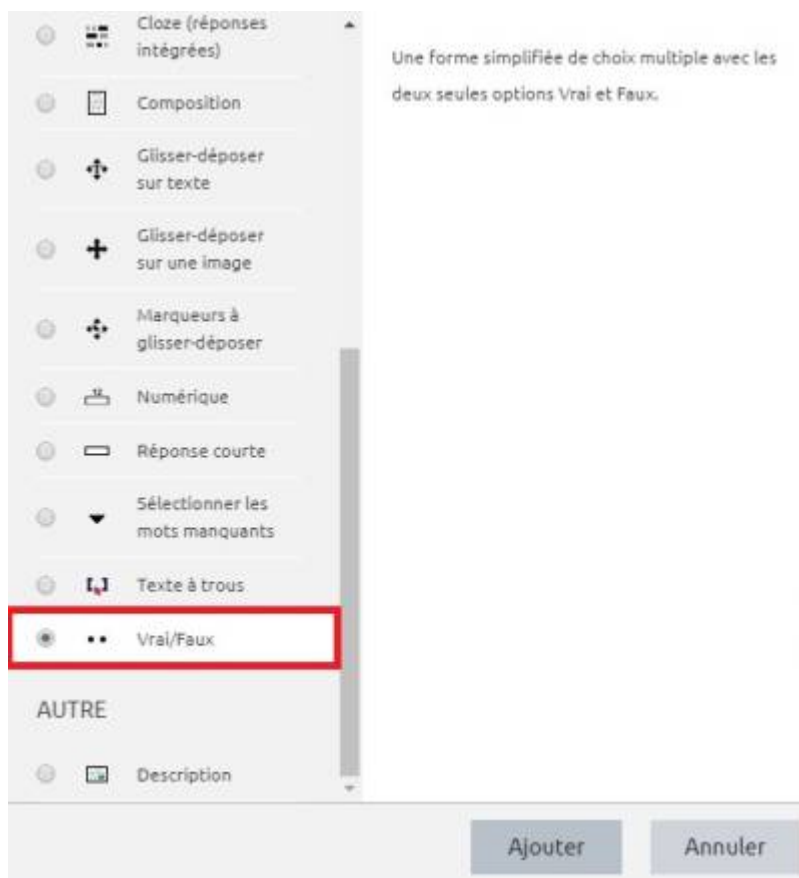 Cloze (réponses
intégrées)
Composition
Glisser-déposer
sur texte
Glisser-déposer
sur une image
Marqueurs à
glisser-déposer
12
Numérique
Réponse courte
Sélectionner les
mots manquants
Texte à trous
Vrai/Faux
AUTRE
Description
Une forme simplifiée de choix multiple avec les
deux seules options Vrai et Faux.
Ajouter
Annuler